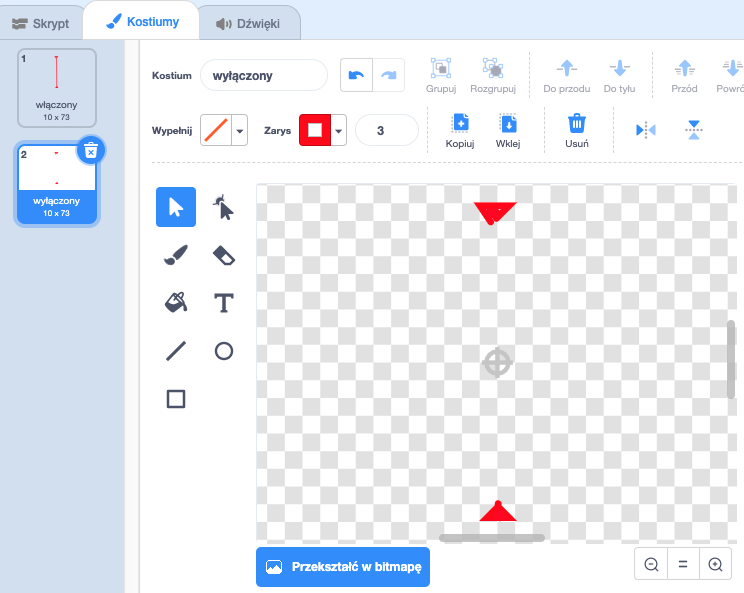 Skrypt
Kostiumy
Dźwięki
1
włączony
10 x 73
2
wyłączony
10 x 73
Kostium
wyłączony
Grupuj
Rozgrupuj
Do przodu
Do tyłu
Przód
Powró
Wypełnij
Zarys
3
Kopiuj
Wklej
Usuń
T
Przekształć w bitmapę